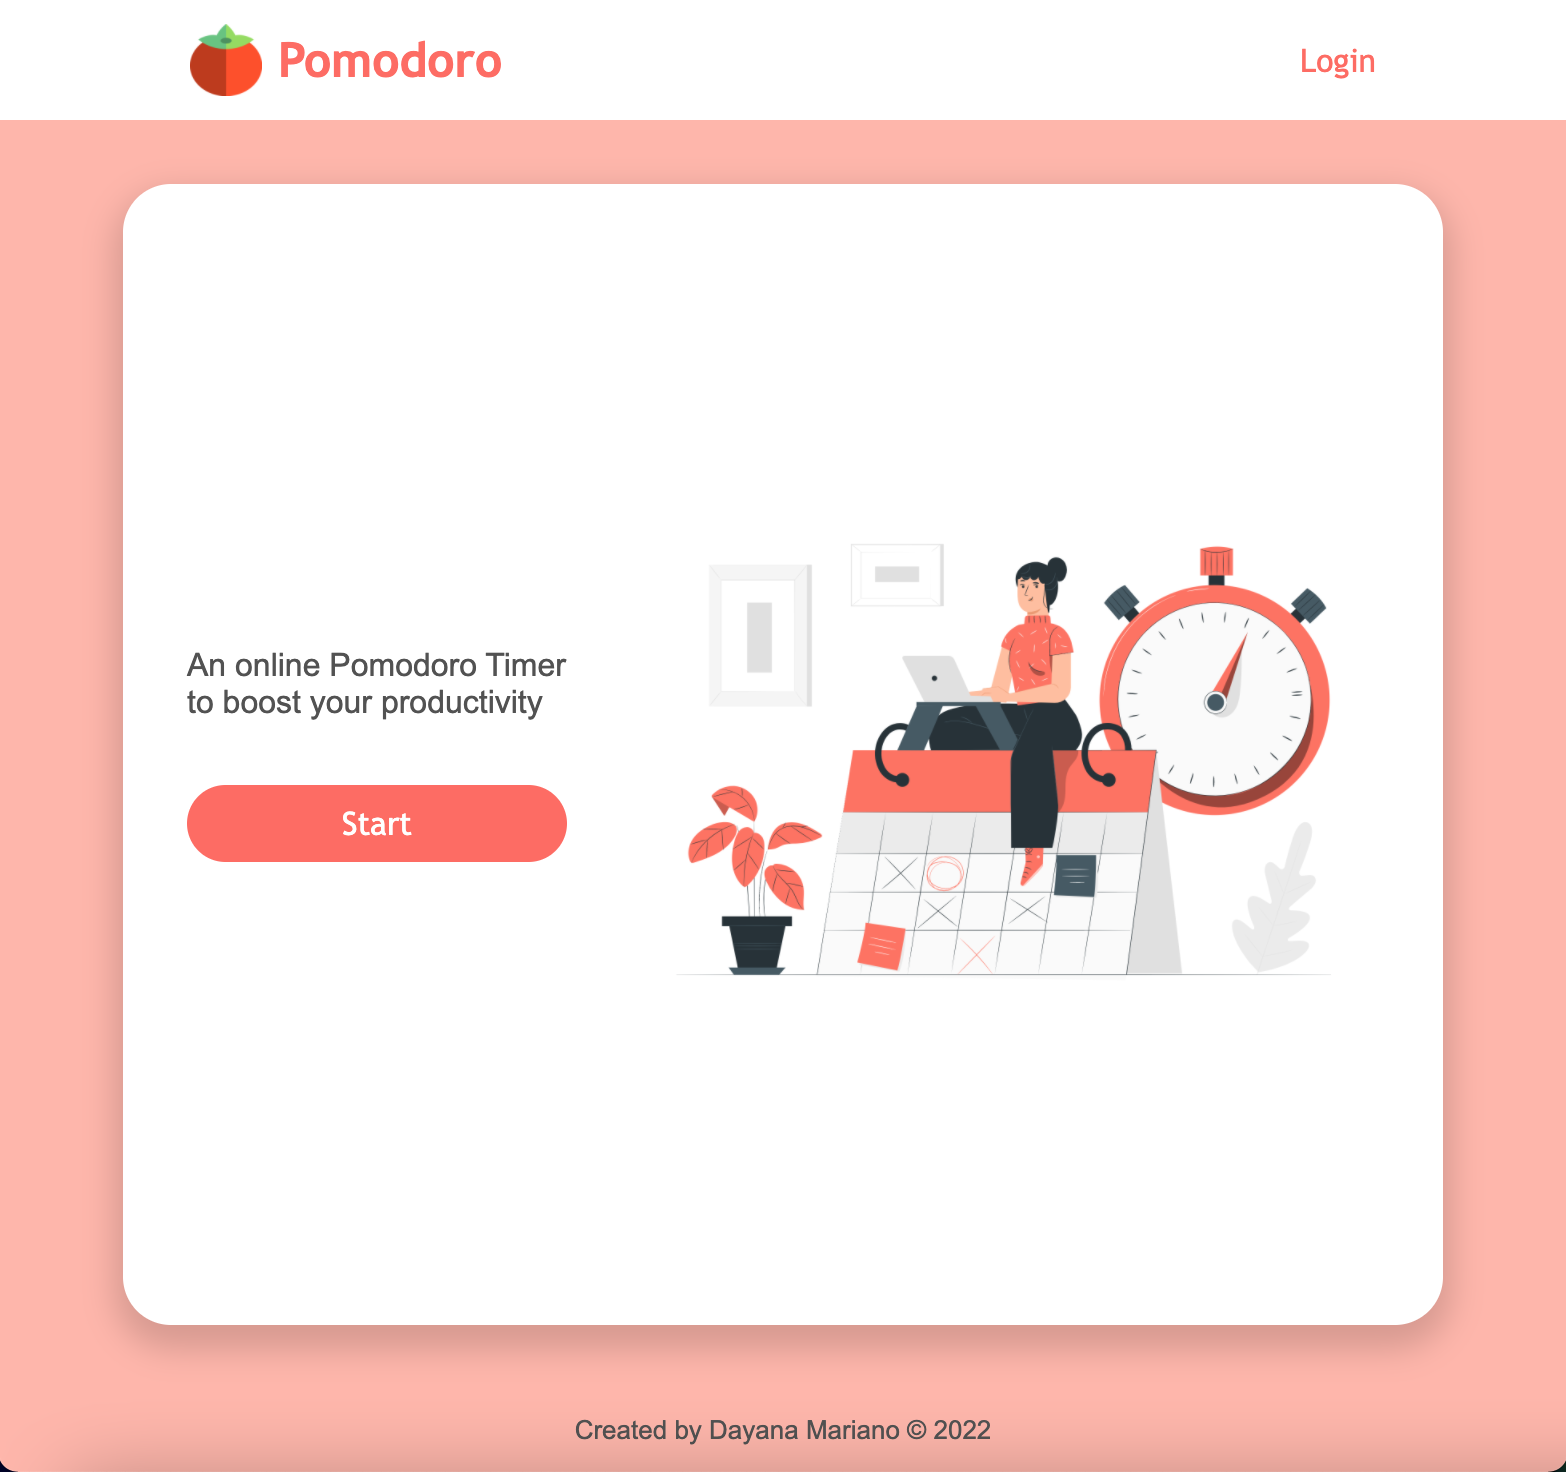 Pomodoro
Login
An online Pomodoro Timer
to boost your productivity
Start
Created by Dayana Mariano © 2022